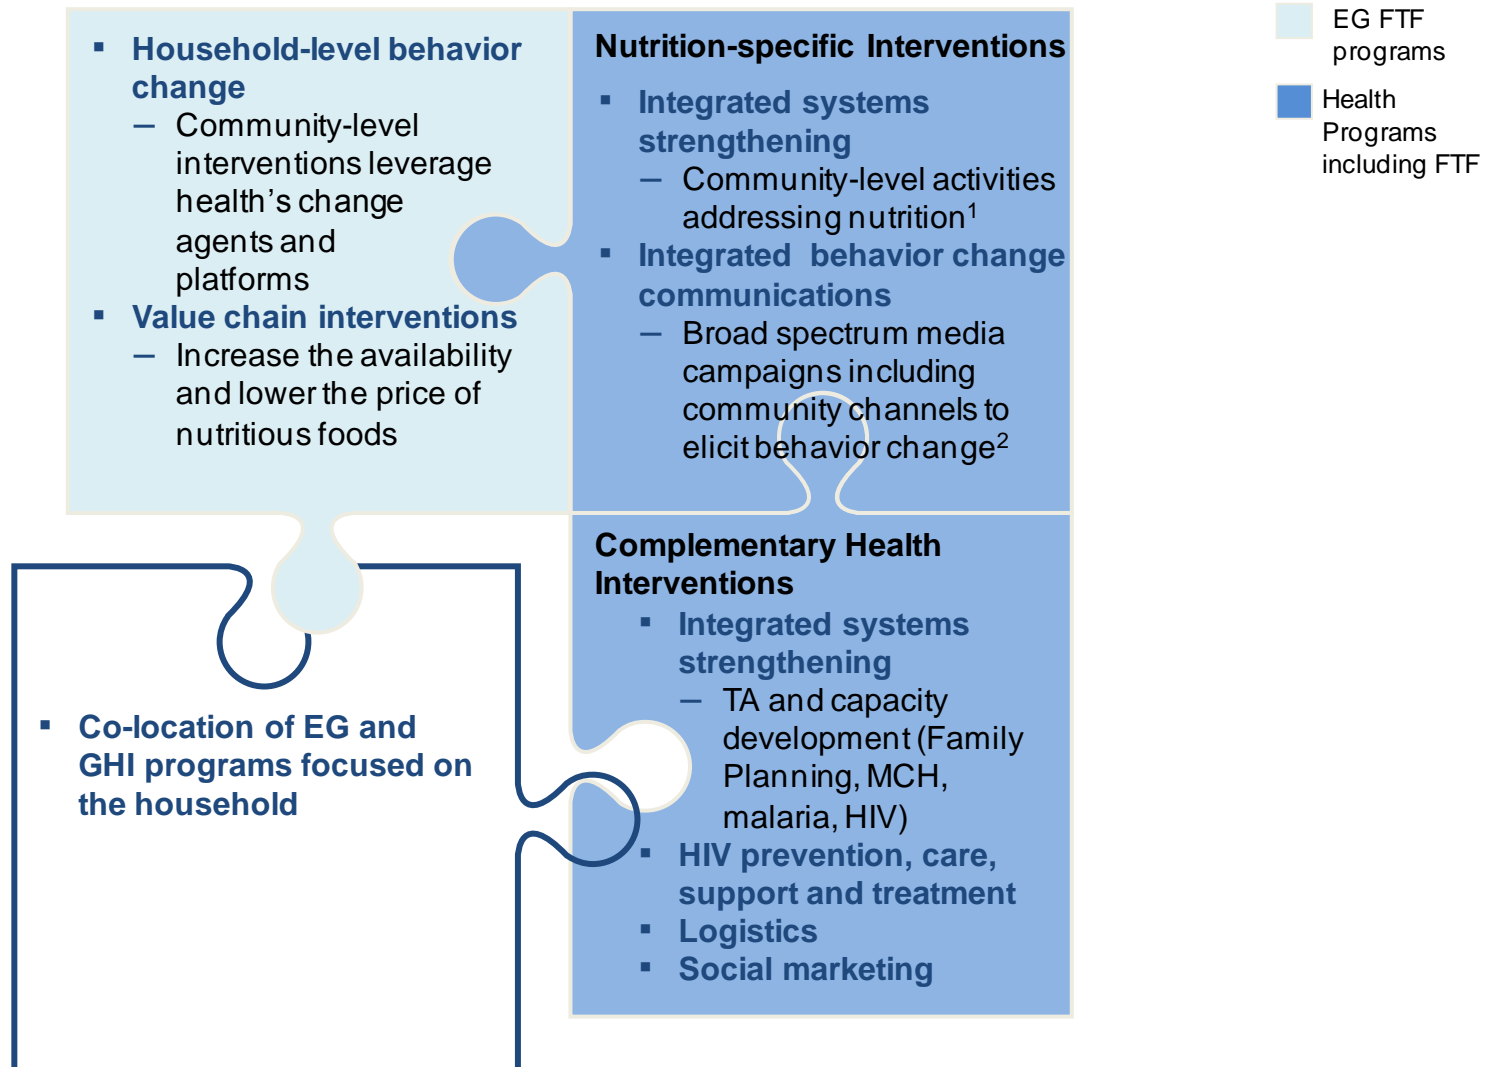 ▪ Household-level behavior
change
– Community-level
interventions leverage
health’s change
agents and
platforms
▪ Value chain interventions
– Increase the availability
and lower the price of
nutritious foods
Nutrition-specific Interventions
▪ Integrated systems
strengthening
– Community-level activities
addressing nutrition1
▪ Integrated behavior change
communications
– Broad spectrum media
campaigns including
community channels to
elicit behavior change2
EG FTF
programs
Health
Programs
including FTF
▪ Co-location of EG and
GHI programs focused on
the household
Complementary Health
Interventions
▪ Integrated systems
strengthening
– TA and capacity
development (Family
Planning, MCH,
malaria, HIV)
▪ HIV prevention, care,
support and treatment
▪ Logistics
▪ Social marketing